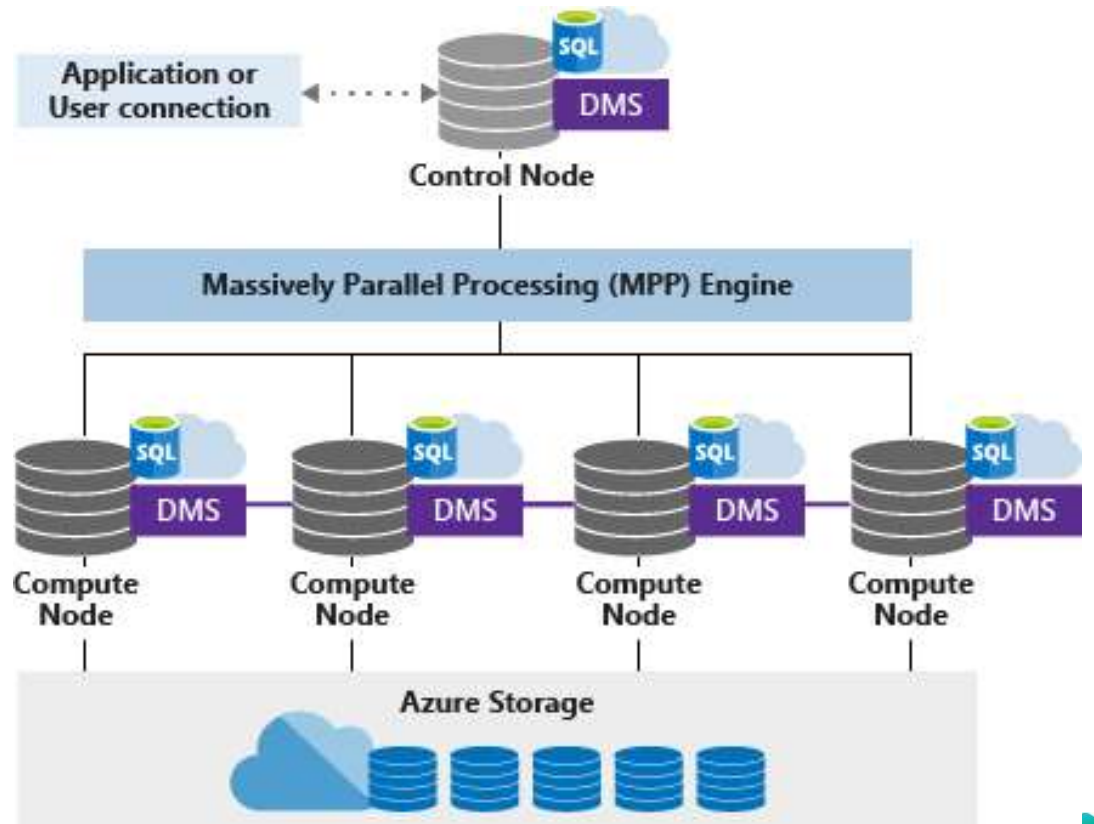 SQL
Application or
User connection
DMS
Control Node
Massively Parallel Processing (MPP) Engine
SQL
SQL
SQL
SQL
DMS
DMS
DMS
DMS
Compute
Node
Compute
Node
Compute
Node
Compute
Node
Azure Storage